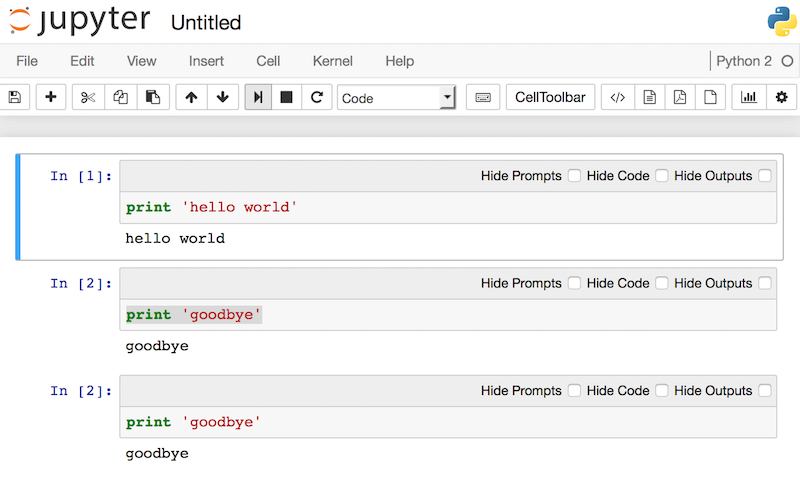 jupyter Untitled
File Edit View Insert Cell Kernel Help Python 2
Code CellToolbar </>
Hide Prompts Hide Code Hide Outputs
In [1]:
print 'hello world'
hello world
Hide Prompts Hide Code Hide Outputs
In [2]:
print 'goodbye'
goodbye
Hide Prompts Hide Code Hide Outputs
In [2]:
print 'goodbye'
goodbye